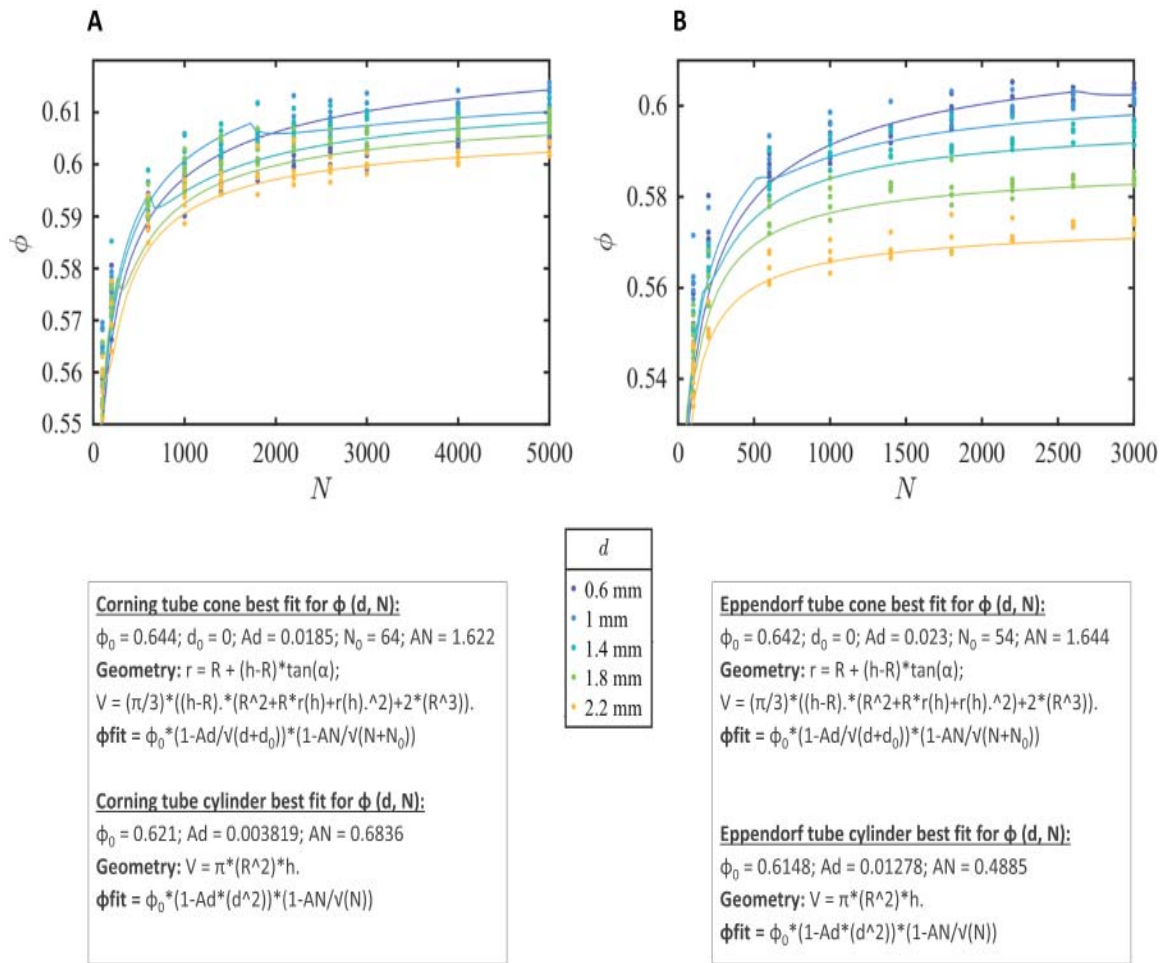 A
B
0.61
0.6
0.59
0.58
0.57
0.56
0.55
ϕ
0 1000 2000 3000 4000 5000
N
0.6
0.58
0.56
0.54
ϕ
0 500 1000 1500 2000 2500 3000
N
d
0.6 mm
1 mm
1.4 mm
1.8 mm
2.2 mm
Corning tube cone best fit for ϕ (d, N):
ϕ₀ = 0.644; d₀ = 0; Ad = 0.0185; N₀ = 64; AN = 1.622
Geometry: r = R + (h-R)*tan(α);
V = (π/3)*((h-R).*(R^2+R*r(h)+r(h).^2)+2*(R^3)).
ϕfit = ϕ₀*(1-Ad/√(d+d₀))*(1-AN/√(N+N₀))
Corning tube cylinder best fit for ϕ (d, N):
ϕ₀ = 0.621; Ad = 0.003819; AN = 0.6836
Geometry: V = π*(R^2)*h.
ϕfit = ϕ₀*(1-Ad*(d^2))*(1-AN/√(N))
Eppendorf tube cone best fit for ϕ (d, N):
ϕ₀ = 0.642; d₀ = 0; Ad = 0.023; N₀ = 54; AN = 1.644
Geometry: r = R + (h-R)*tan(α);
V = (π/3)*((h-R).*(R^2+R*r(h)+r(h).^2)+2*(R^3)).
ϕfit = ϕ₀*(1-Ad/√(d+d₀))*(1-AN/√(N+N₀))
Eppendorf tube cylinder best fit for ϕ (d, N):
ϕ₀ = 0.6148; Ad = 0.01278; AN = 0.4885
Geometry: V = π*(R^2)*h.
ϕfit = ϕ₀*(1-Ad*(d^2))*(1-AN/√(N))